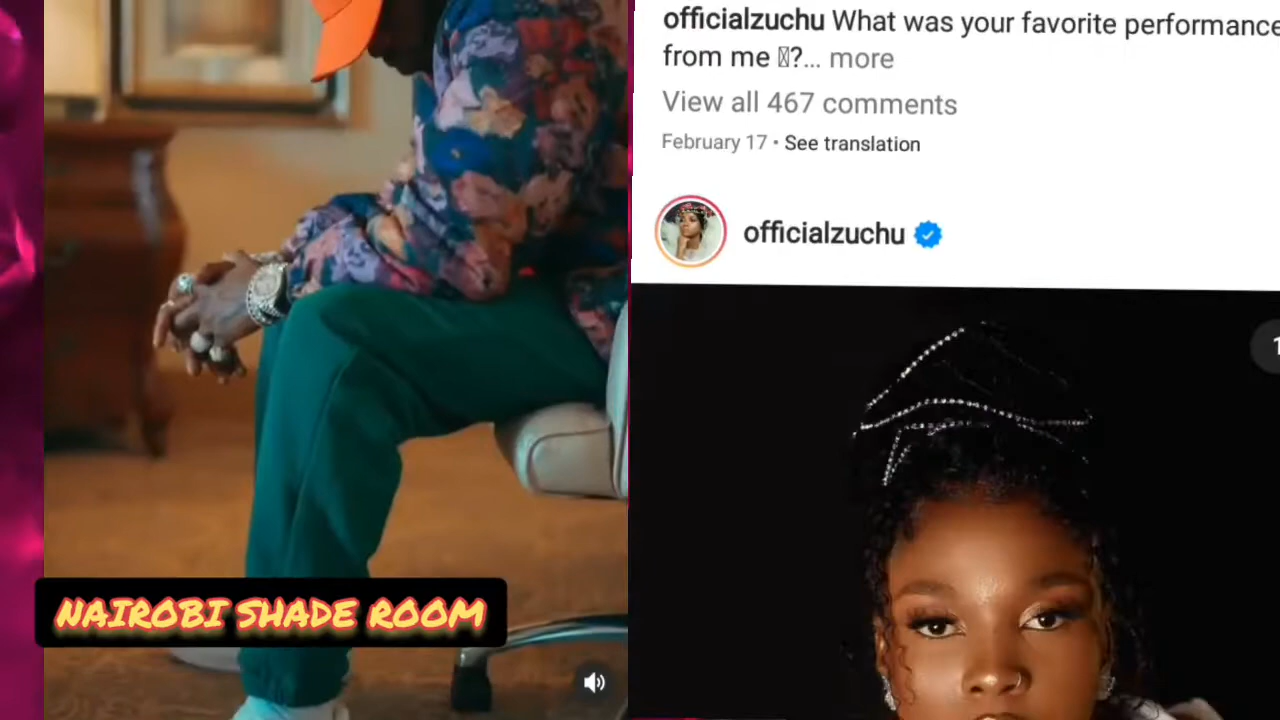 officialzuchu What was your favorite performance
from me ?... more
View all 467 comments
February 17 • See translation
officialzuchu
NAIROBI SHADE ROOM